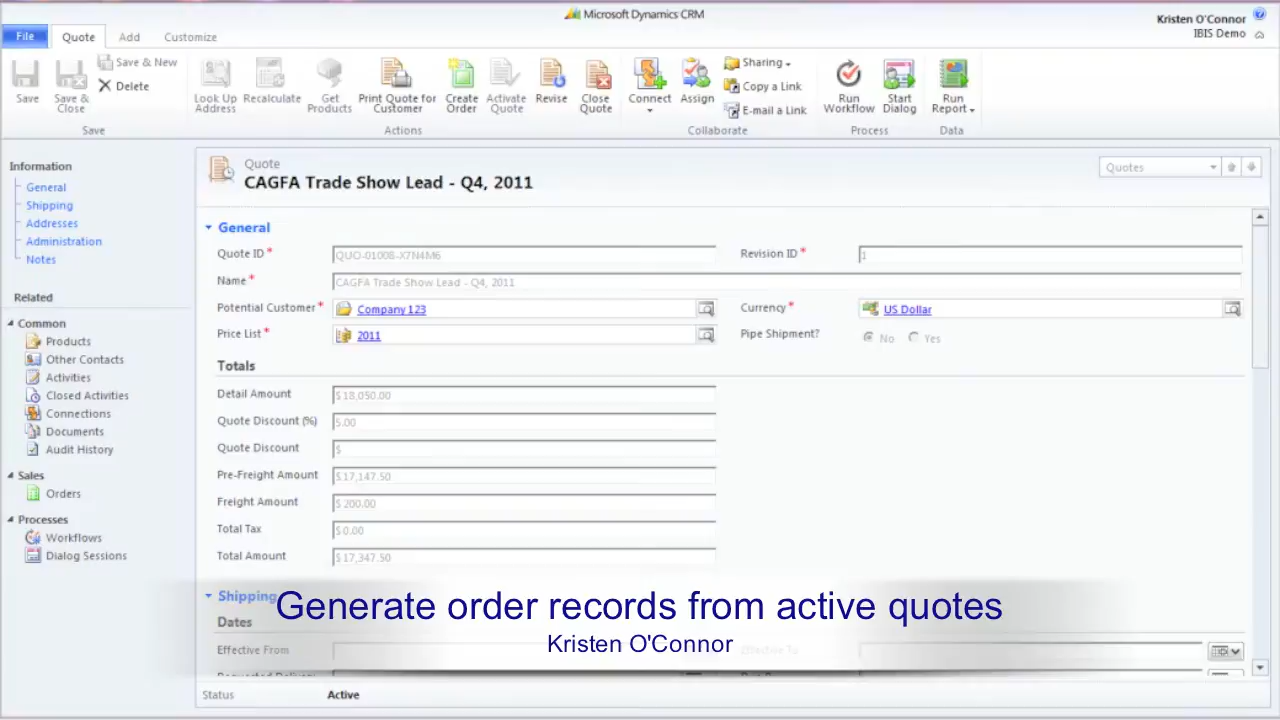 Microsoft Dynamics CRM
Kristen O'Connor
IBIS Demo
File
Quote
Add
Customize
Save
Save & Close
Save & New
Delete
Save
Look Up Address
Recalculate
Get Products
Print Quote for Customer
Create Order
Activate Quote
Revise
Close Quote
Actions
Connect
Assign
Sharing
Copy a Link
E-mail a Link
Collaborate
Run Workflow
Start Dialog
Process
Run Report
Data
Information
General
Shipping
Addresses
Administration
Notes
Related
Common
Products
Other Contacts
Activities
Closed Activities
Connections
Documents
Audit History
Sales
Orders
Processes
Workflows
Dialog Sessions
Quote
CAGFA Trade Show Lead - Q4, 2011
Quotes
General
Quote ID * QUO-01008-X7N4M6
Revision ID * 1
Name * CAGFA Trade Show Lead - Q4, 2011
Potential Customer * Company 123
Currency * US Dollar
Price List * 2011
Pipe Shipment? No Yes
Totals
Detail Amount $ 18,050.00
Quote Discount (%) 5.00
Quote Discount $
Pre-Freight Amount $ 17,147.50
Freight Amount $ 200.00
Total Tax $ 0.00
Total Amount $ 17,347.50
Shipping
Generate order records from active quotes
Dates
Kristen O'Connor
Effective From
Effective To
Status Active